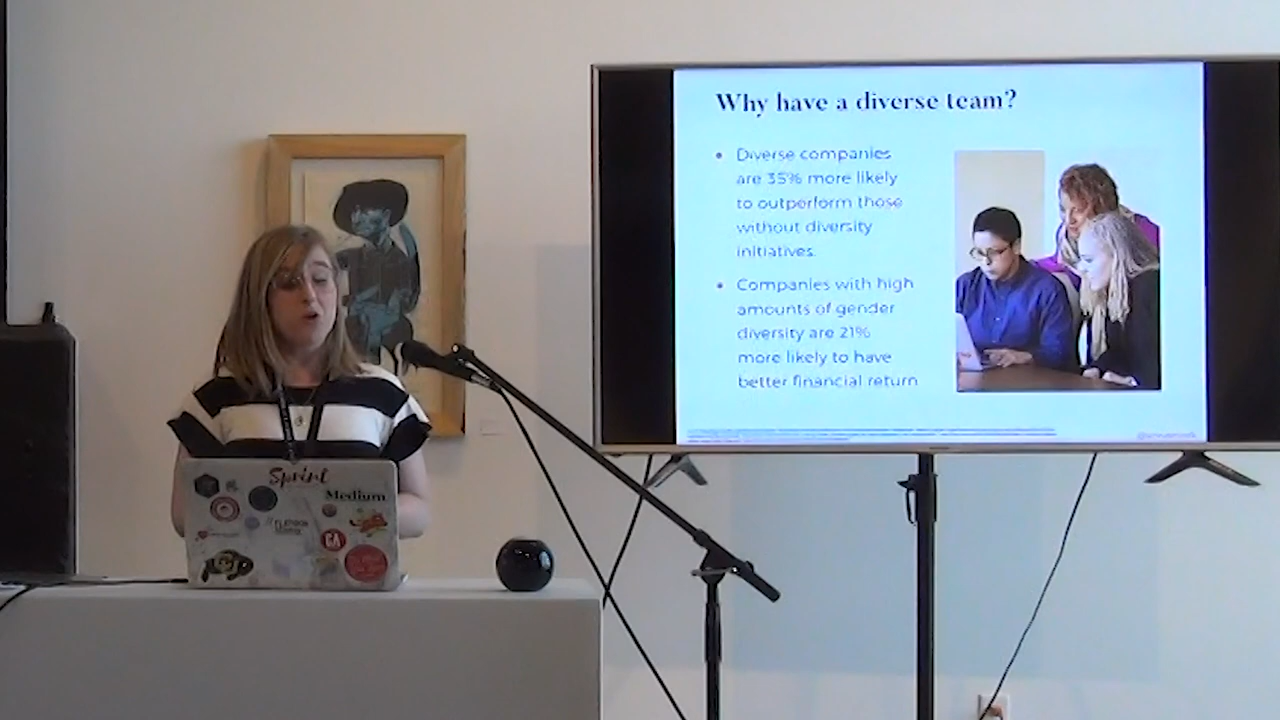 Why have a diverse team?
• Diverse companies
are 35% more likely
to outperform those
without diversity
initiatives.
• Companies with high
amounts of gender
diversity are 21%
more likely to have
better financial return
Sprint
Medium
GA